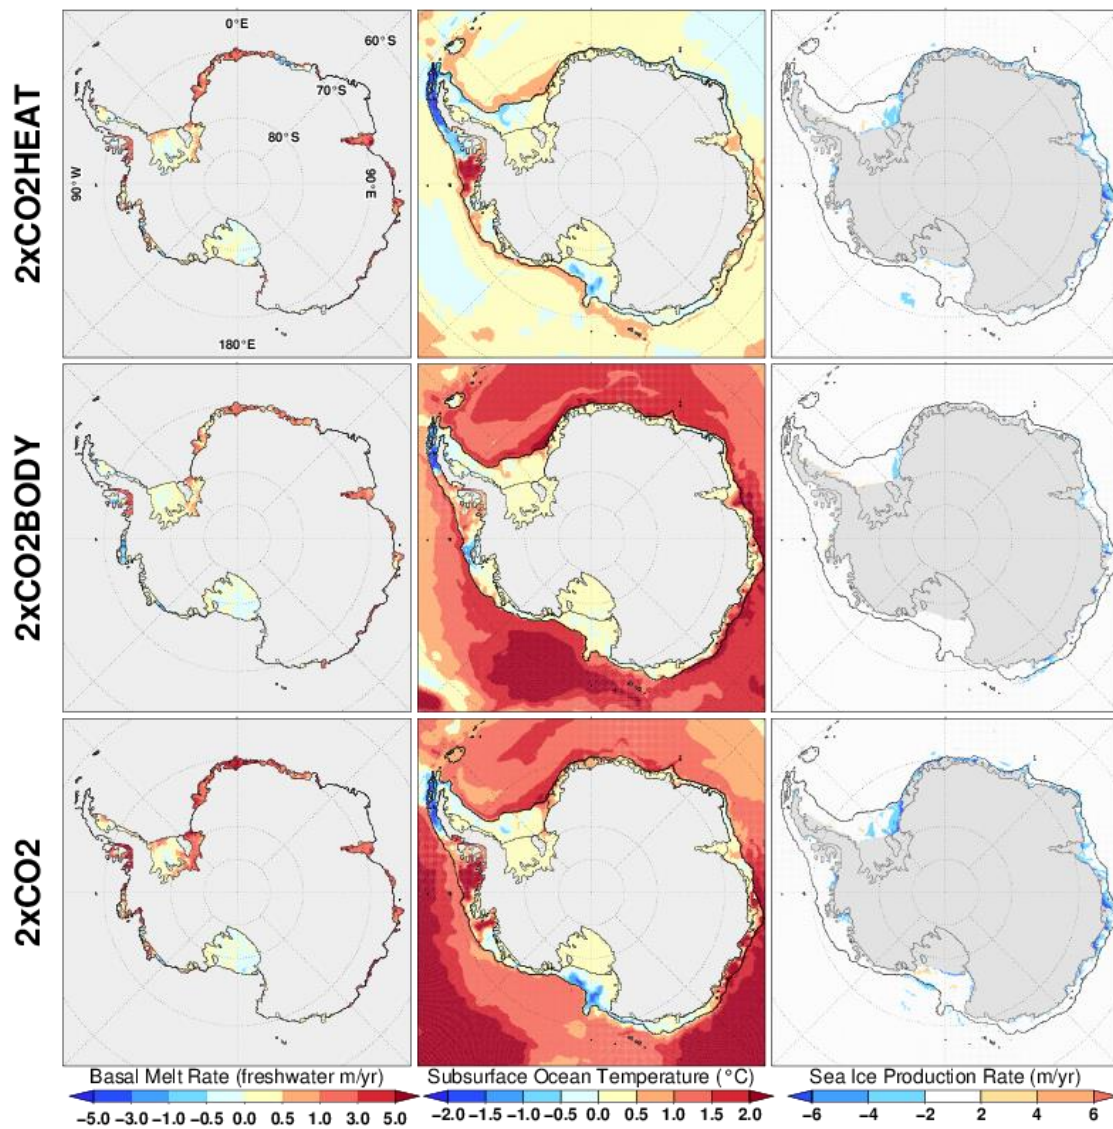 2xCO2HEAT
0°E
60°S
70°S
80°S
90°W
90°E
180°E
2xCO2BODY
2xCO2
Basal Melt Rate (freshwater m/yr)
−5.0 −3.0 −1.0 −0.5 0.0 0.5 1.0 3.0 5.0
Subsurface Ocean Temperature (°C)
−2.0 −1.5 −1.0 −0.5 0.0 0.5 1.0 1.5 2.0
Sea Ice Production Rate (m/yr)
−6 −4 −2 2 4 6